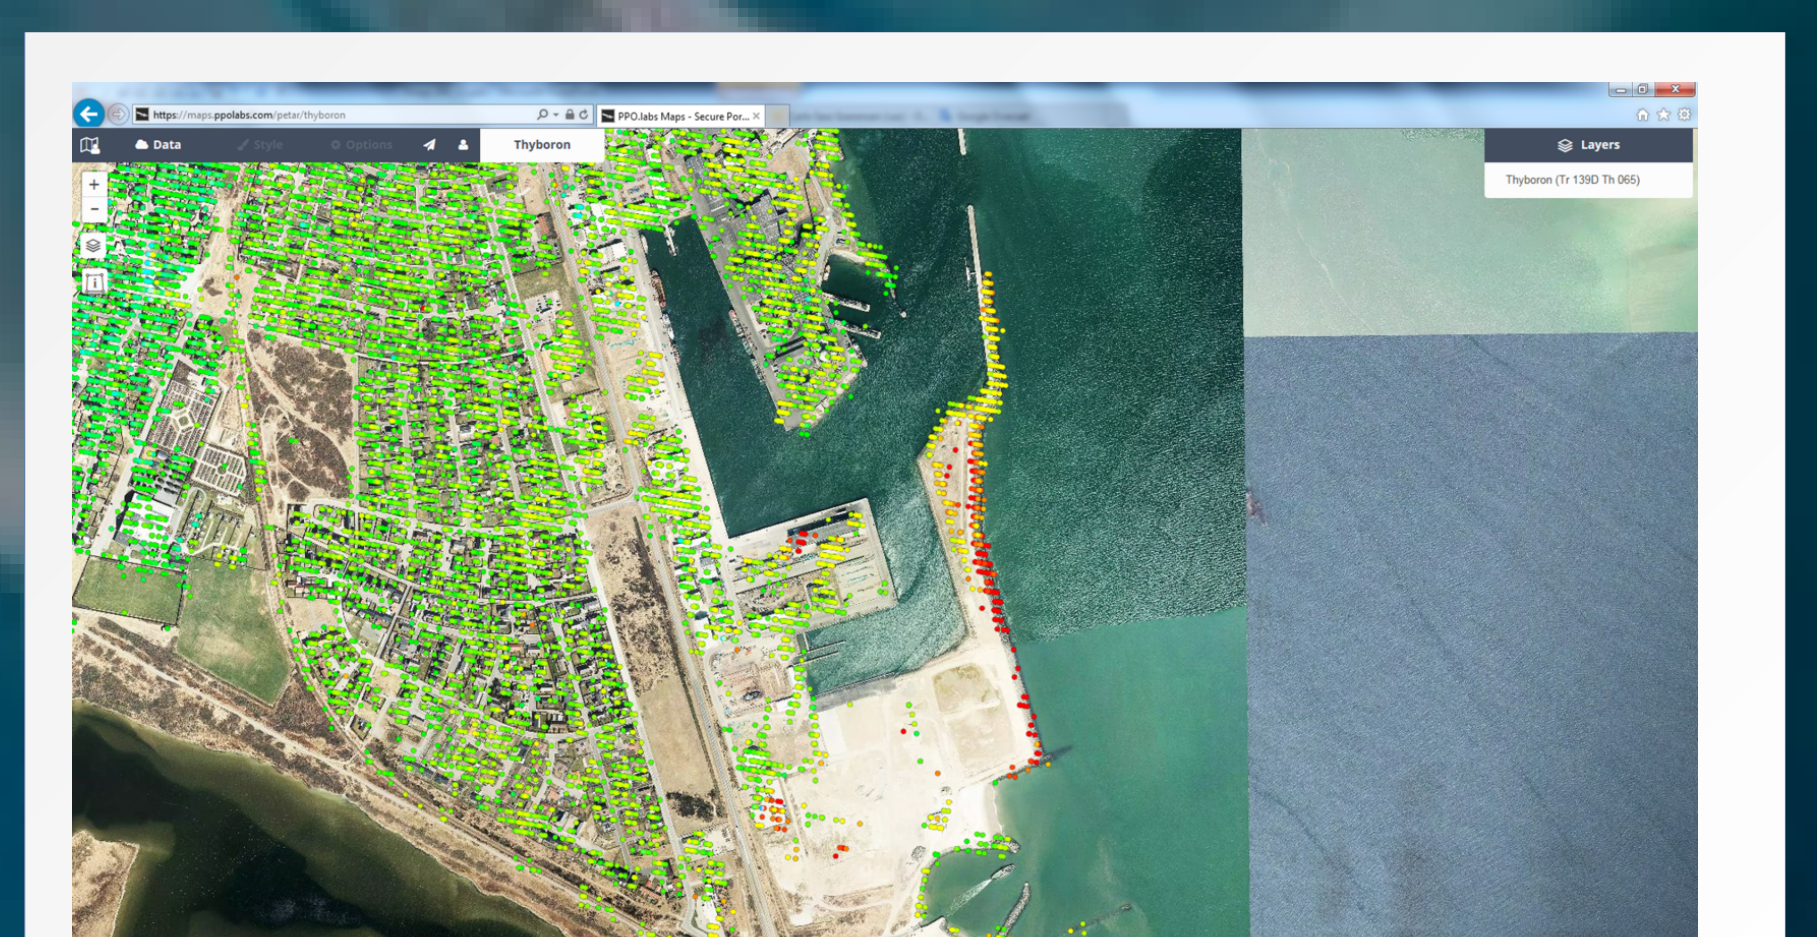 https://maps.ppolabs.com/petar/thyboron
PPO.labs Maps - Secure Por...
Data
Style
Options
Thyboron
Layers
+
Thyboron (Tr 139D Th 065)
-
i